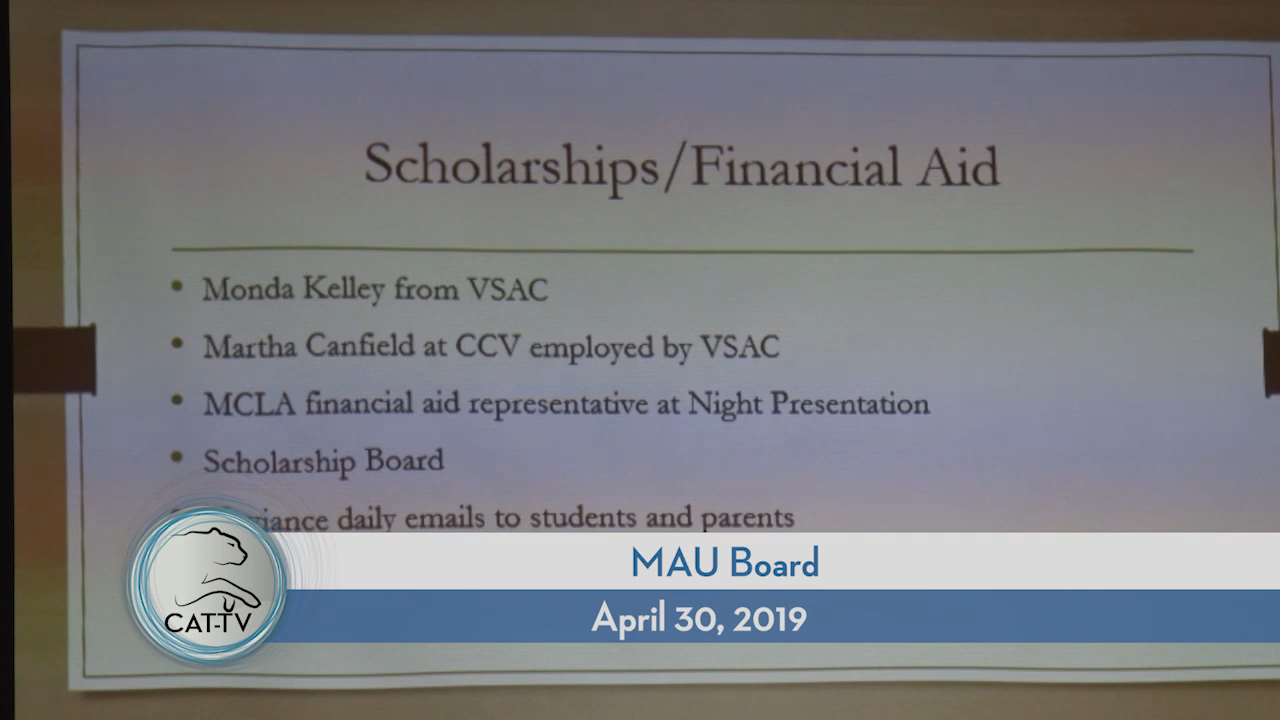 Scholarships/Financial Aid
• Monda Kelley from VSAC
• Martha Canfield at CCV employed by VSAC
• MCLA financial aid representative at Night Presentation
• Scholarship Board
daily emails to students and parents
MAU Board
CAT-TV
April 30, 2019